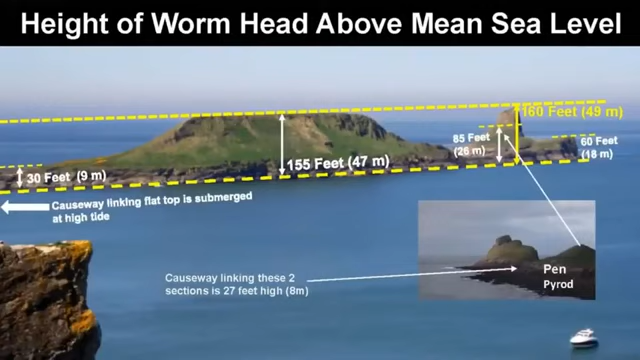 Height of Worm Head Above Mean Sea Level
160 Feet (49 m)
85 Feet
(26 m)
60 Feet
(18 m)
155 Feet (47 m)
30 Feet (9 m)
Causeway linking flat top is submerged
at high tide
Causeway linking these 2
sections is 27 feet high (8m)
Pen
Pyrod